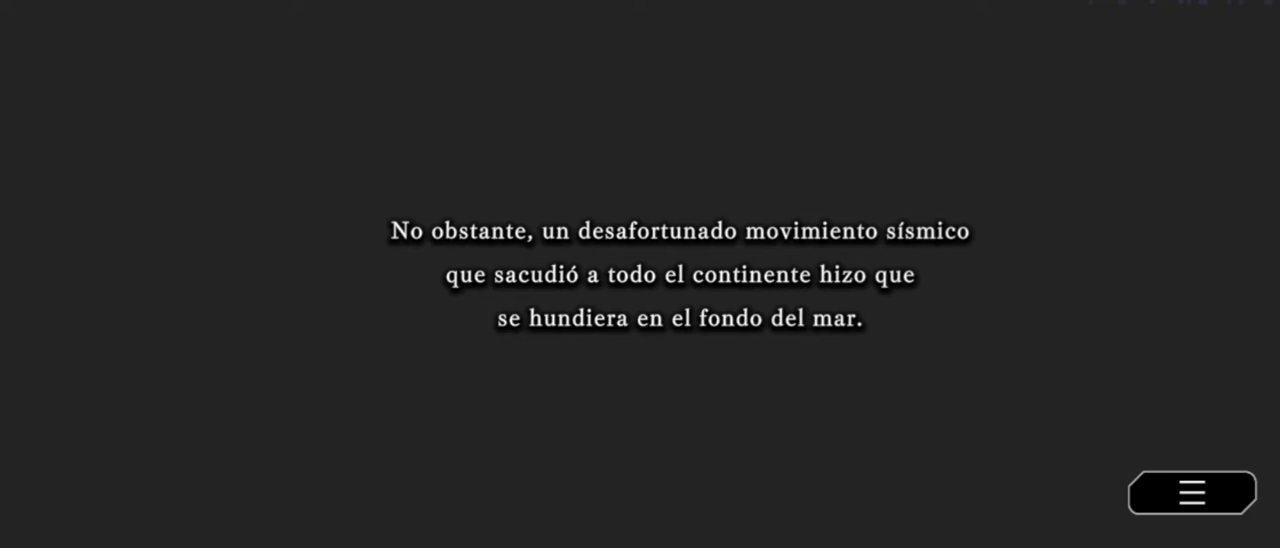 No obstante, un desafortunado movimiento sísmico
que sacudió a todo el continente hizo que
se hundiera en el fondo del mar.